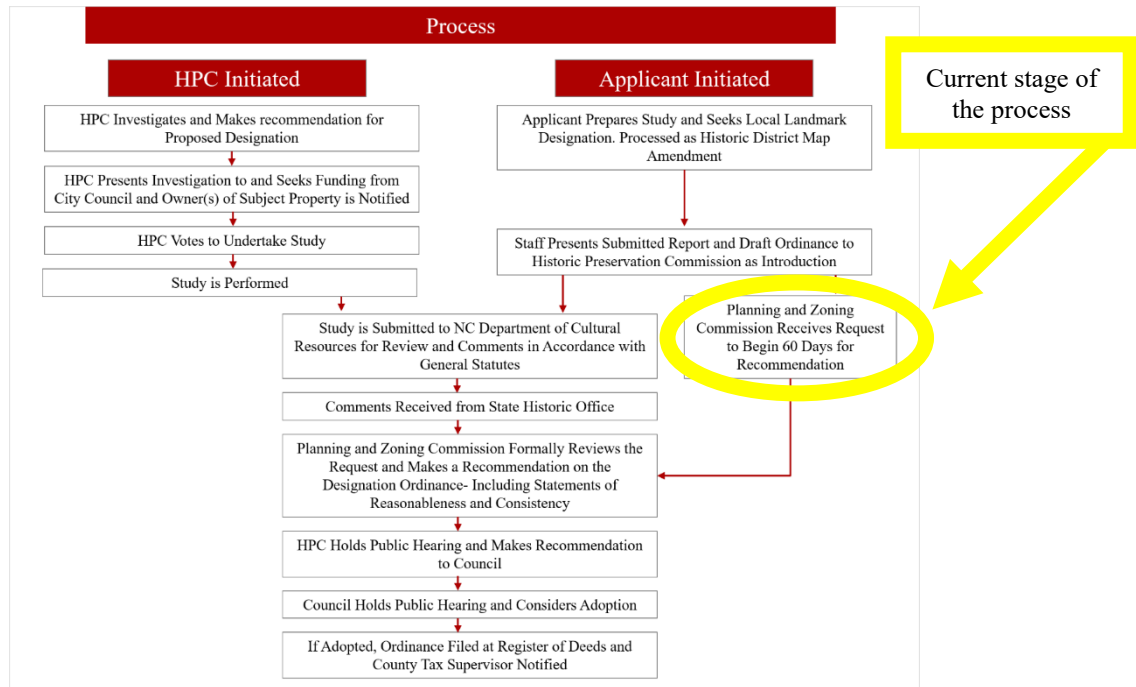 Process
HPC Initiated
HPC Investigates and Makes recommendation for
Proposed Designation
HPC Presents Investigation to and Seeks Funding from
City Council and Owner(s) of Subject Property is Notified
HPC Votes to Undertake Study
Study is Performed
Applicant Initiated
Applicant Prepares Study and Seeks Local Landmark
Designation. Processed as Historic District Map
Amendment
Staff Presents Submitted Report and Draft Ordinance to
Historic Preservation Commission as Introduction
Current stage of
the process
Planning and Zoning
Commission Receives Request
to Begin 60 Days for
Recommendation
Study is Submitted to NC Department of Cultural
Resources for Review and Comments in Accordance with
General Statutes
Comments Received from State Historic Office
Planning and Zoning Commission Formally Reviews the
Request and Makes a Recommendation on the
Designation Ordinance- Including Statements of
Reasonableness and Consistency
HPC Holds Public Hearing and Makes Recommendation
to Council
Council Holds Public Hearing and Considers Adoption
If Adopted, Ordinance Filed at Register of Deeds and
County Tax Supervisor Notified